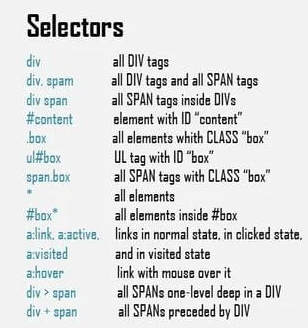 Selectors
div all DIV tags
div, spam all DIV tags and all SPAN tags
div span all SPAN tags inside DIVs
#content element with ID "content"
.box all elements whith CLASS "box"
ul#box UL tag with ID "box"
span.box all SPAN tags with CLASS "box"
* all elements
#box* all elements inside #box
a:link, a:active, links in normal state, in clicked state,
a:visited and in visited state
a:hover link with mouse over it
div > span all SPANs one-level deep in a DIV
div + span all SPANs preceded by DIV